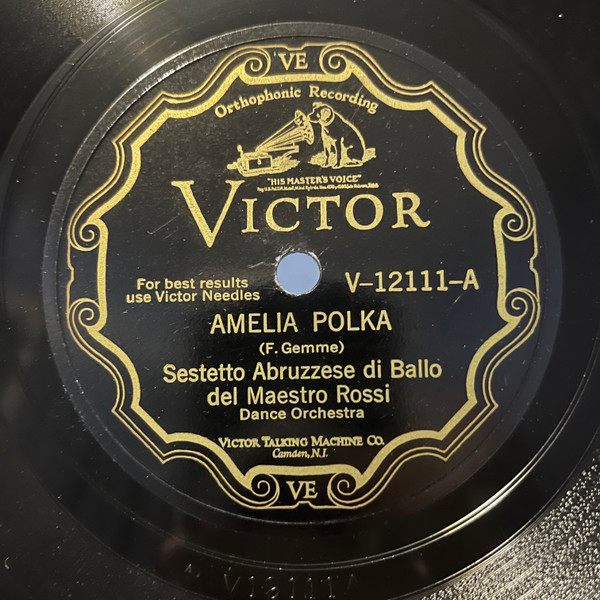 VE
Orthophonic Recording
"HIS MASTER'S VOICE"
VICTOR
For best results
use Victor Needles
V-12111-A
AMELIA POLKA
(F. Gemme)
Sestetto Abruzzese di Ballo
del Maestro Rossi
Dance Orchestra
VICTOR TALKING MACHINE CO.
Camden, N.J.
VE